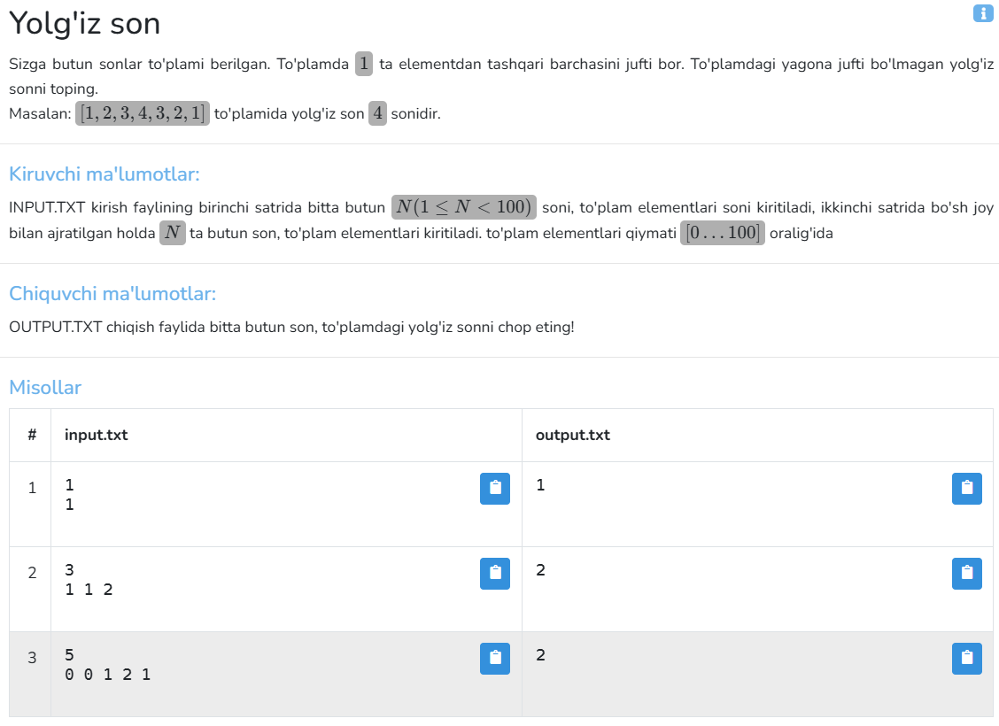 Yolg'iz son
Sizga butun sonlar to'plami berilgan. To'plamda 1 ta elementdan tashqari barchasini jufti bor. To'plamdagi yagona jufti bo'lmagan yolg'iz
sonni toping.
Masalan: [1, 2, 3, 4, 3, 2, 1] to'plamida yolg'iz son 4 sonidir.
Kiruvchi ma'lumotlar:
INPUT.TXT kirish faylining birinchi satrida bitta butun N(1 ≤ N < 100) soni, to'plam elementlari soni kiritiladi, ikkinchi satrida bo'sh joy
bilan ajratilgan holda N ta butun son, to'plam elementlari kiritiladi. to'plam elementlari qiymati [0…100] oralig'ida
Chiquvchi ma'lumotlar:
OUTPUT.TXT chiqish faylida bitta butun son, to'plamdagi yolg'iz sonni chop eting!
Misollar
# input.txt output.txt
1 1 1
1
2 3 2
1 1 2
3 5 2
0 0 1 2 1